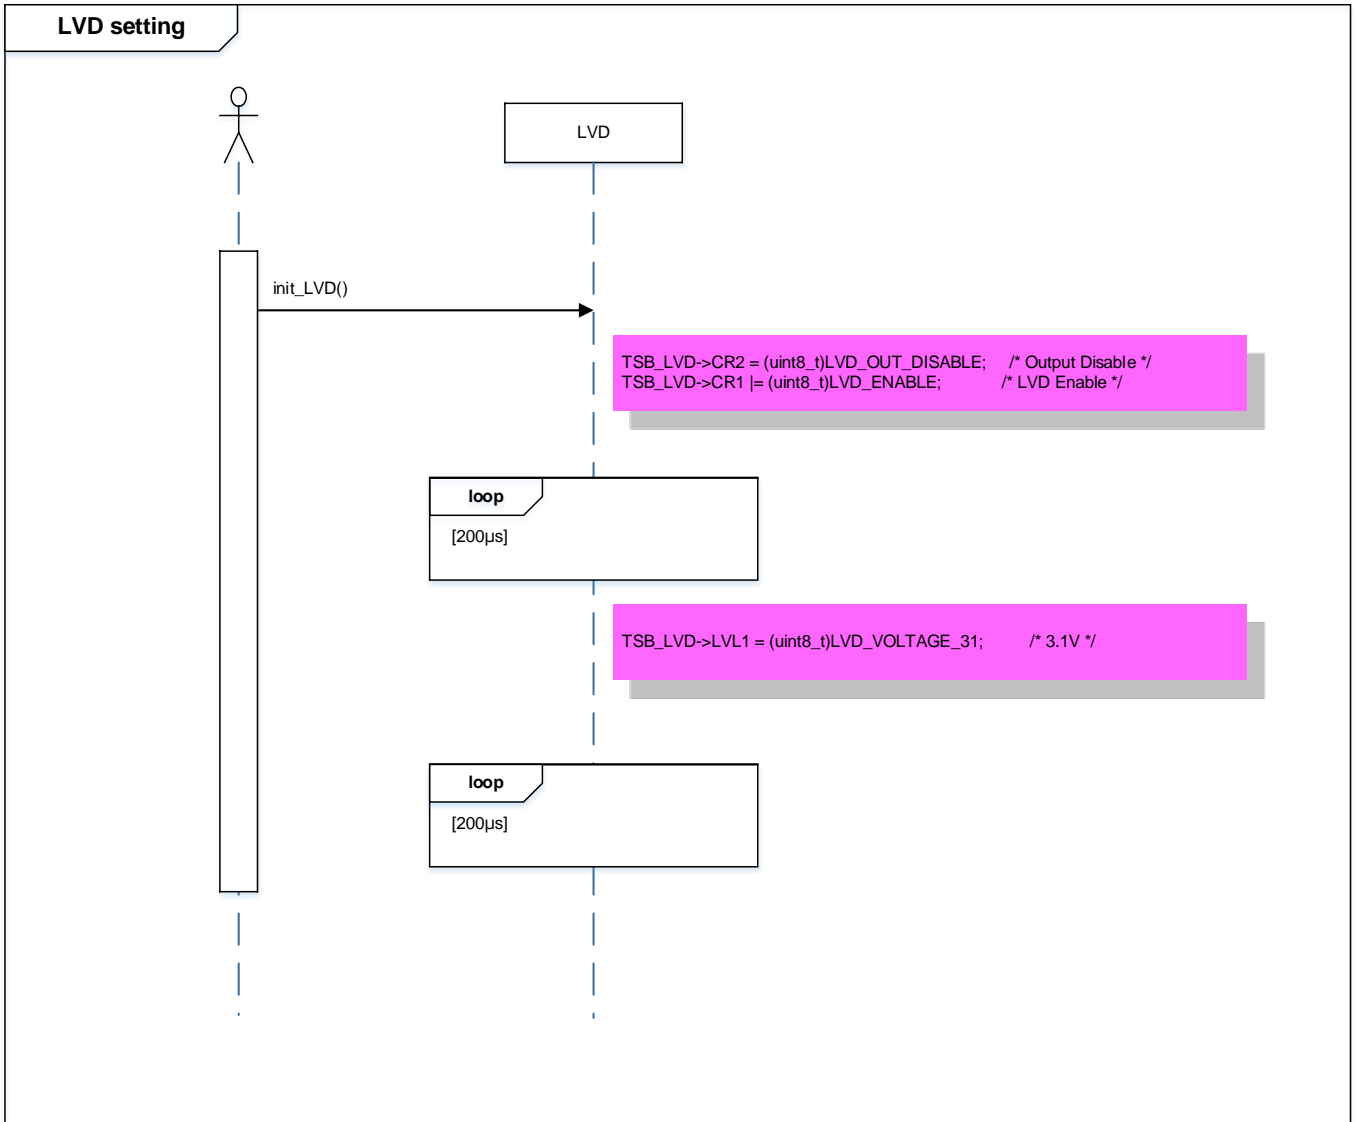 LVD setting
LVD
init_LVD()
TSB_LVD->CR2 = (uint8_t)LVD_OUT_DISABLE; /* Output Disable */
TSB_LVD->CR1 |= (uint8_t)LVD_ENABLE; /* LVD Enable */
loop
[200μs]
TSB_LVD->LVL1 = (uint8_t)LVD_VOLTAGE_31; /* 3.1V */
loop
[200μs]